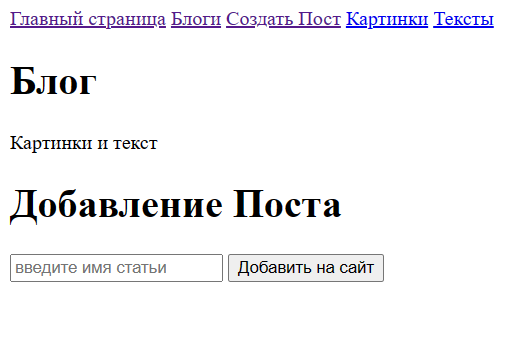 Главный страница Блоги Создать Пост Картинки Тексты
Блог
Картинки и текст
Добавление Поста
введите имя статьи Добавить на сайт